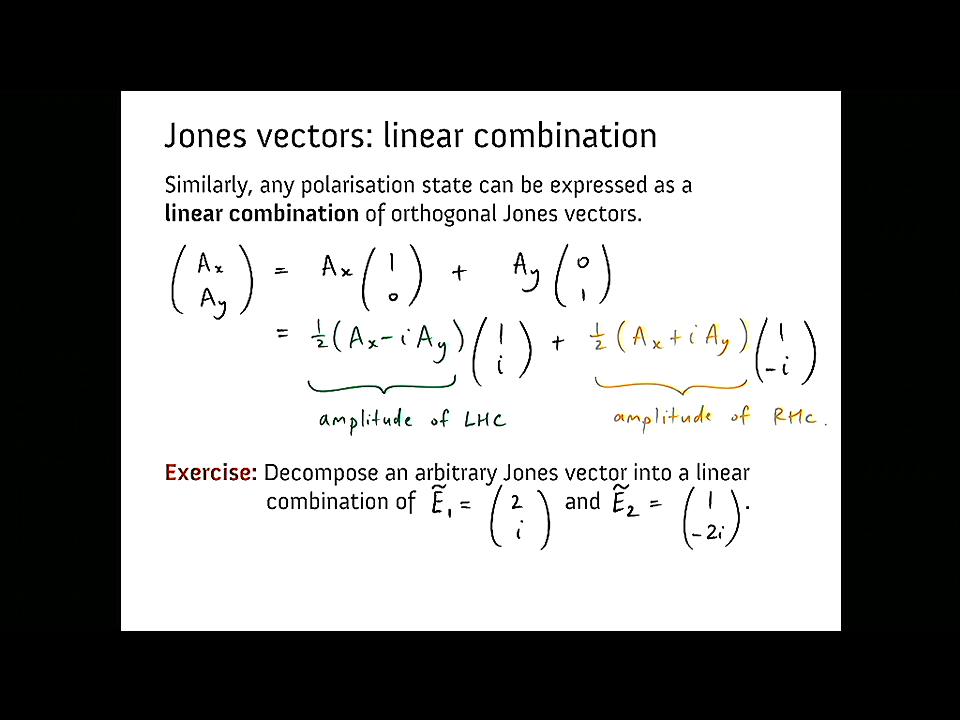 Jones vectors: linear combination
Similarly, any polarisation state can be expressed as a
linear combination of orthogonal Jones vectors.
(Ax Ay) = Ax (1 0) + Ay (0 1)
= ½ (Ax - i Ay) (1 i) + ½ (Ax + i Ay) (1 -i)
amplitude of LHC amplitude of RHC.
Exercise: Decompose an arbitrary Jones vector into a linear
combination of Ẽ₁ = (2 i) and Ẽ₂ = (1 -2i).